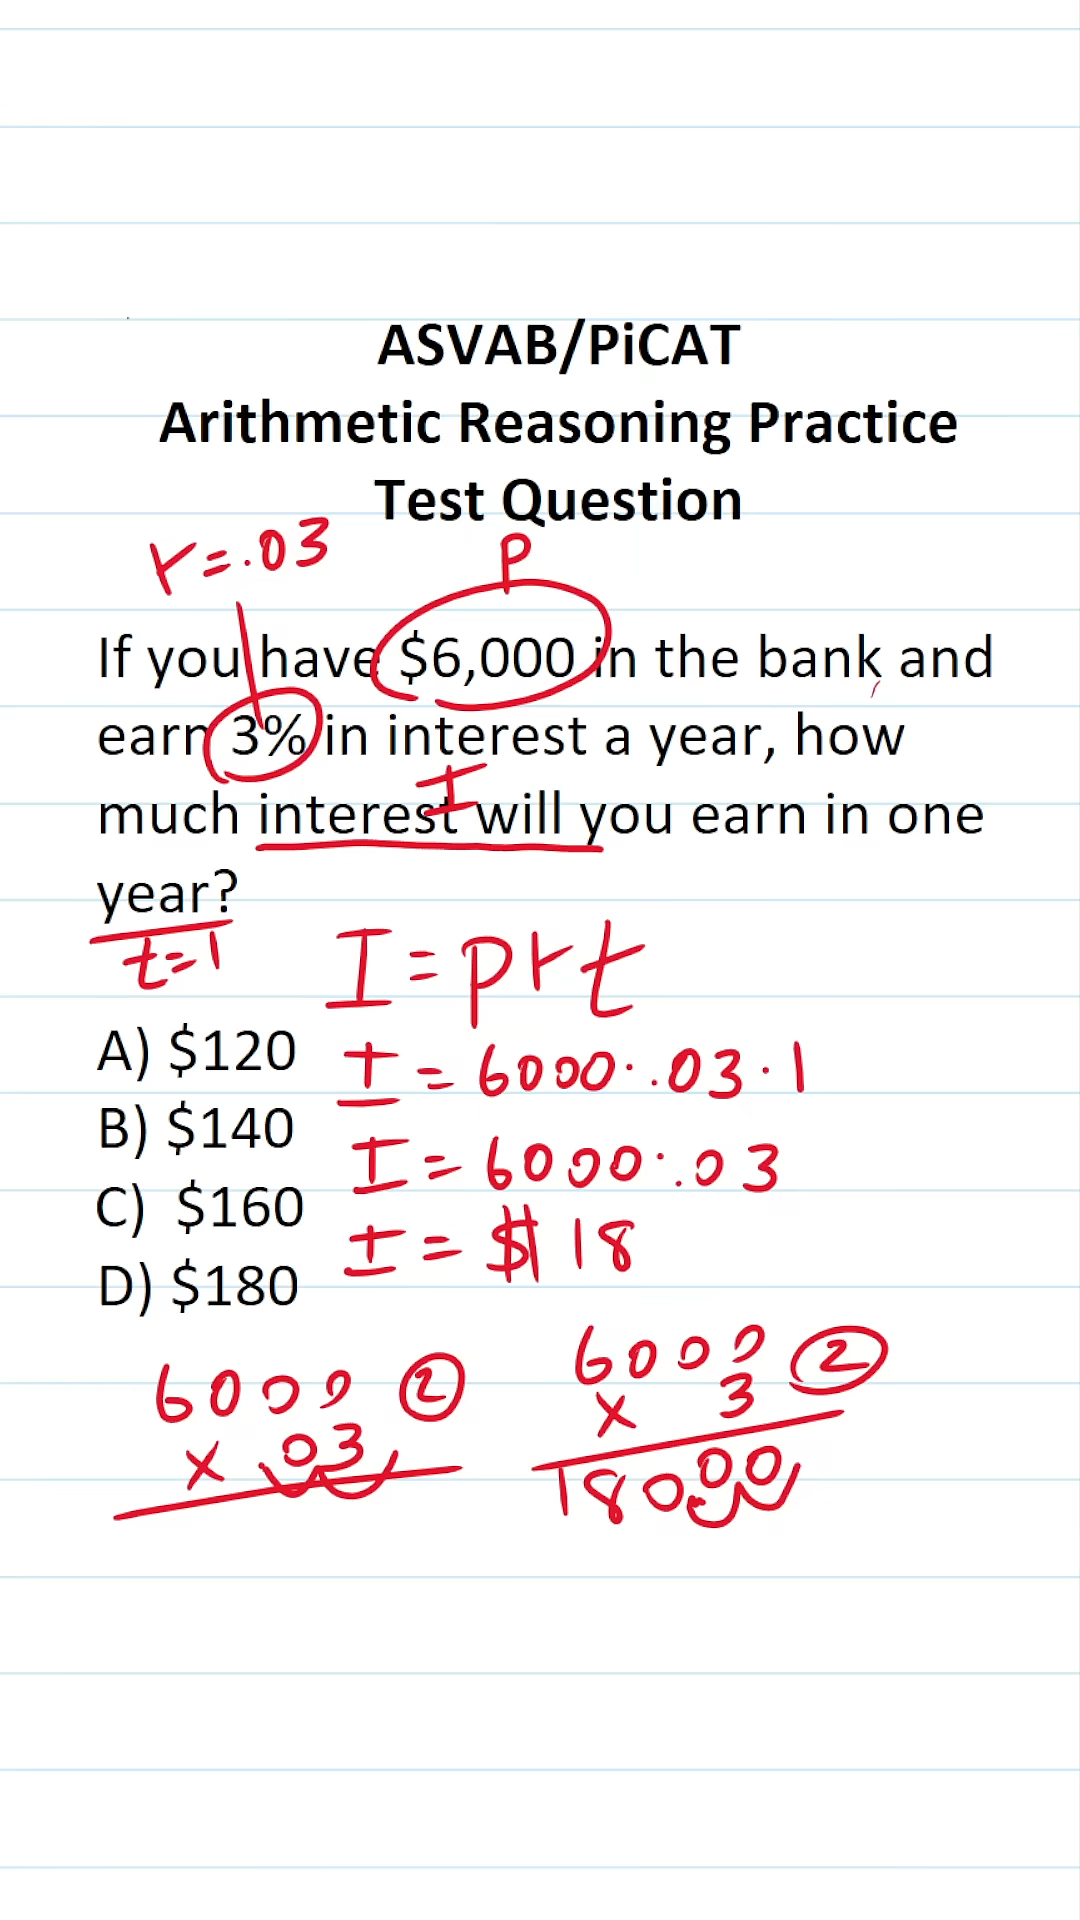 ASVAB/PiCAT
Arithmetic Reasoning Practice
Test Question
r=.03
P
If you have $6,000 in the bank and
earn 3% in interest a year, how
I
much interest will you earn in one
year?
t=1
I=prt
A) $120
I=6000·.03·1
B) $140
I=6000·.03
C) $160
I=$18
D) $180
6000 ②
x .03
6000 ②
x 3
18000